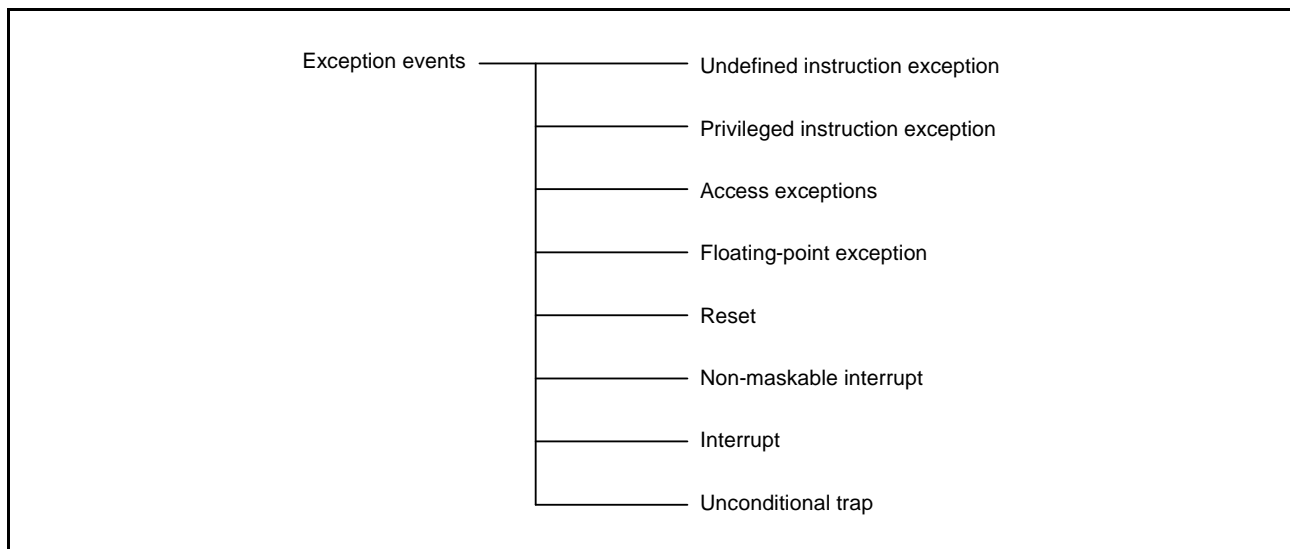 Exception events
Undefined instruction exception
Privileged instruction exception
Access exceptions
Floating-point exception
Reset
Non-maskable interrupt
Interrupt
Unconditional trap